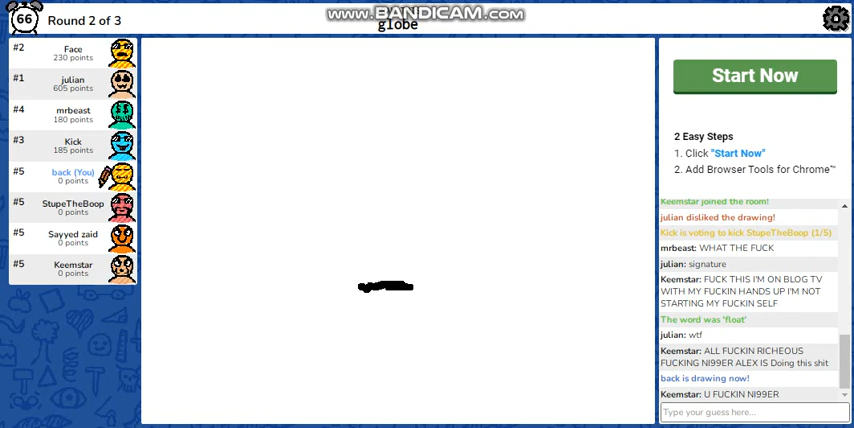 www.BANDICAM.com
66 Round 2 of 3
globe
#2 Face
230 points
#1 julian
605 points
#4 mrbeast
180 points
#3 Kick
185 points
#5 back (You)
0 points
#5 StupeTheBoop
0 points
#5 Sayyed zaid
0 points
#5 Keemstar
0 points
Start Now
2 Easy Steps
1. Click "Start Now"
2. Add Browser Tools for Chrome™
Keemstar joined the room!
julian disliked the drawing!
Kick is voting to kick StupeTheBoop (1/5)
mrbeast: WHAT THE FUCK
julian: signature
Keemstar: FUCK THIS I'M ON BLOG TV
WITH MY FUCKIN HANDS UP I'M NOT
STARTING MY FUCKIN SELF
The word was 'float'
julian: wtf
Keemstar: ALL FUCKIN RICHEOUS
FUCKING NI99ER ALEX IS Doing this shit
back is drawing now!
Keemstar: U FUCKIN NI99ER
Type your guess here...